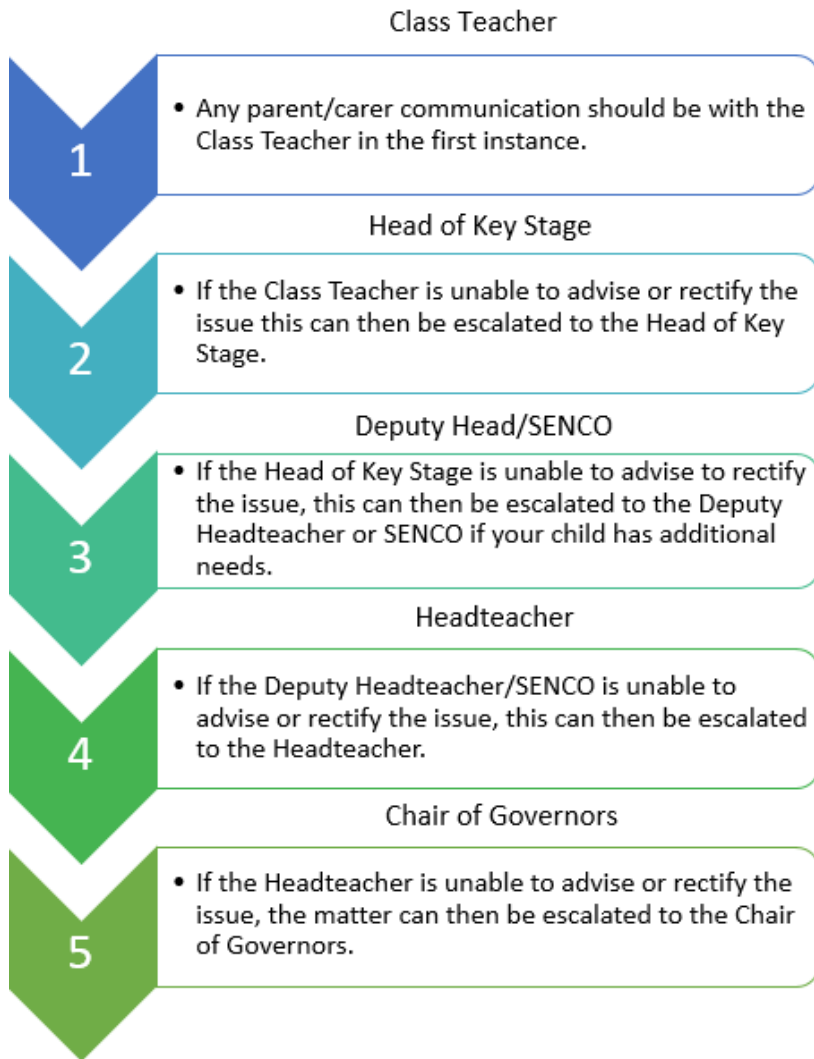 Class Teacher
1
• Any parent/carer communication should be with the
Class Teacher in the first instance.
Head of Key Stage
2
• If the Class Teacher is unable to advise or rectify the
issue this can then be escalated to the Head of Key
Stage.
Deputy Head/SENCO
3
• If the Head of Key Stage is unable to advise to rectify
the issue, this can then be escalated to the Deputy
Headteacher or SENCO if your child has additional
needs.
Headteacher
4
• If the Deputy Headteacher/SENCO is unable to
advise or rectify the issue, this can then be escalated
to the Headteacher.
Chair of Governors
5
• If the Headteacher is unable to advise or rectify the
issue, the matter can then be escalated to the Chair
of Governors.